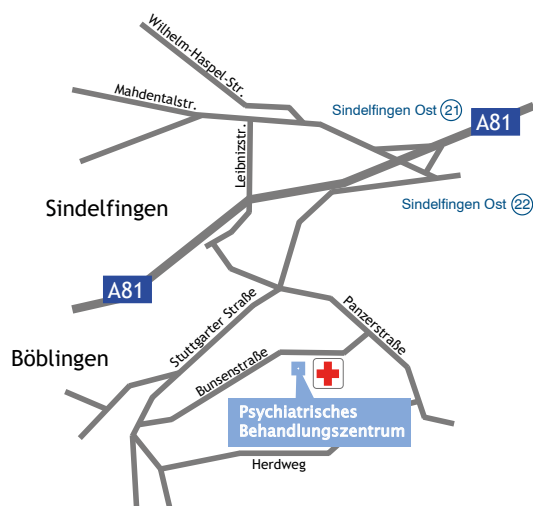 Wilhelm-Haspel-Str.
Mahdentalstr.
Sindelfingen Ost 21
A81
Leibnizstr.
Sindelfingen
Sindelfingen Ost 22
A81
Stuttgarter Straße
Panzerstraße
Böblingen
Bunsenstraße
Psychiatrisches
Behandlungszentrum
Herdweg